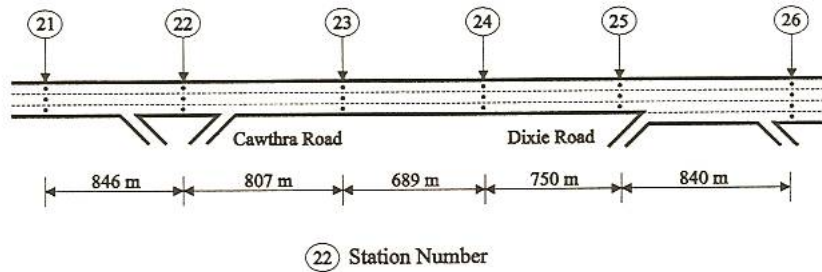 21 22 23 24 25 26
Cawthra Road Dixie Road
846 m 807 m 689 m 750 m 840 m
22 Station Number